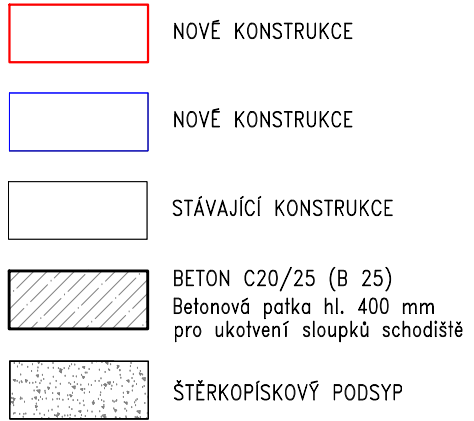 NOVÉ KONSTRUKCE
NOVÉ KONSTRUKCE
STÁVAJÍCÍ KONSTRUKCE
BETON C20/25 (B 25)
Betonová patka hl. 400 mm
pro ukotvení sloupků schodiště
ŠTĚRKOPÍSKOVÝ PODSYP